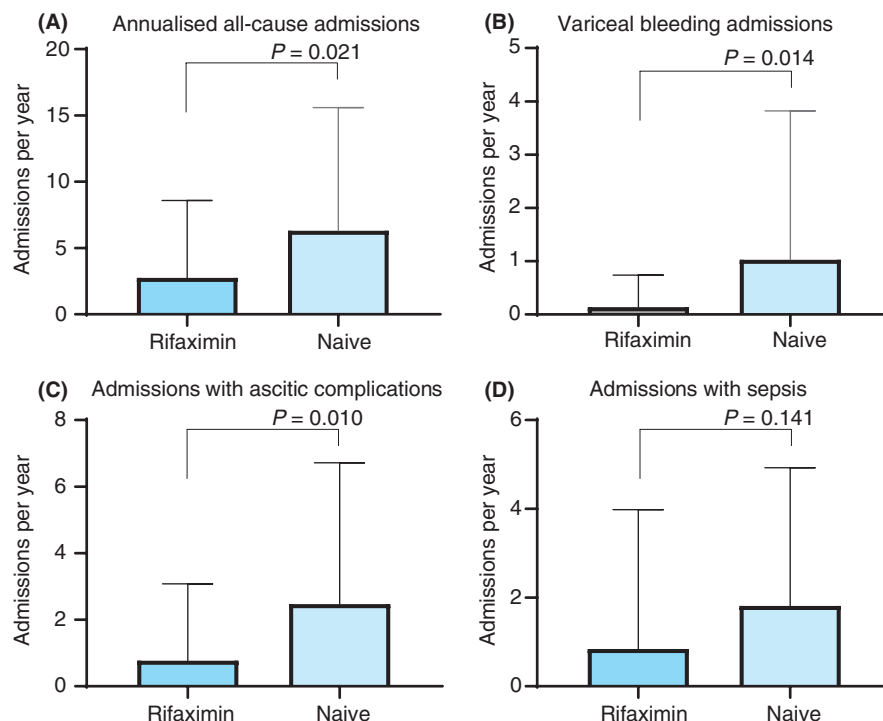 (A) Annualised all-cause admissions
P = 0.021
Admissions per year
20
15
10
5
0
Rifaximin Naive
(B) Variceal bleeding admissions
P = 0.014
Admissions per year
5
4
3
2
1
0
Rifaximin Naive
(C) Admissions with ascitic complications
P = 0.010
Admissions per year
8
6
4
2
0
Rifaximin Naive
(D) Admissions with sepsis
P = 0.141
Admissions per year
6
4
2
0
Rifaximin Naive